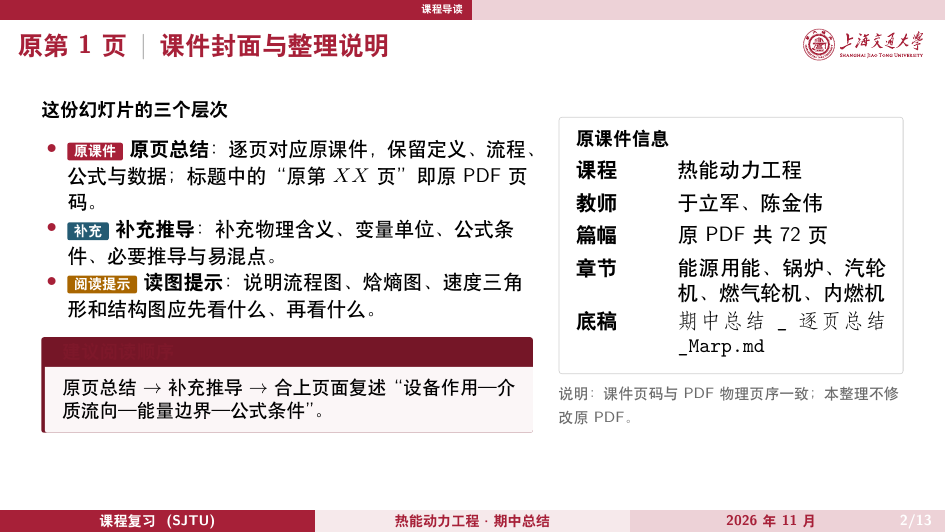 课程导读
原第 1 页 | 课件封面与整理说明
上海交通大学
SHANGHAI JIAO TONG UNIVERSITY
这份幻灯片的三个层次
• 原课件 原页总结：逐页对应原课件，保留定义、流程、
公式与数据；标题中的“原第 XX 页”即原 PDF 页
码。
• 补充 补充推导：补充物理含义、变量单位、公式条
件、必要推导与易混点。
• 阅读提示 读图提示：说明流程图、焓熵图、速度三角
形和结构图应先看什么、再看什么。
建议阅读顺序
原页总结 → 补充推导 → 合上页面复述“设备作用—介
质流向—能量边界—公式条件”。
原课件信息
课程 热能动力工程
教师 于立军、陈金伟
篇幅 原 PDF 共 72 页
章节 能源用能、锅炉、汽轮
机、燃气轮机、内燃机
底稿 期中总结 _ 逐页总结
_Marp.md
说明：课件页码与 PDF 物理页序一致；本整理不修
改原 PDF。
课程复习 (SJTU)
热能动力工程 · 期中总结
2026 年 11 月
2/13